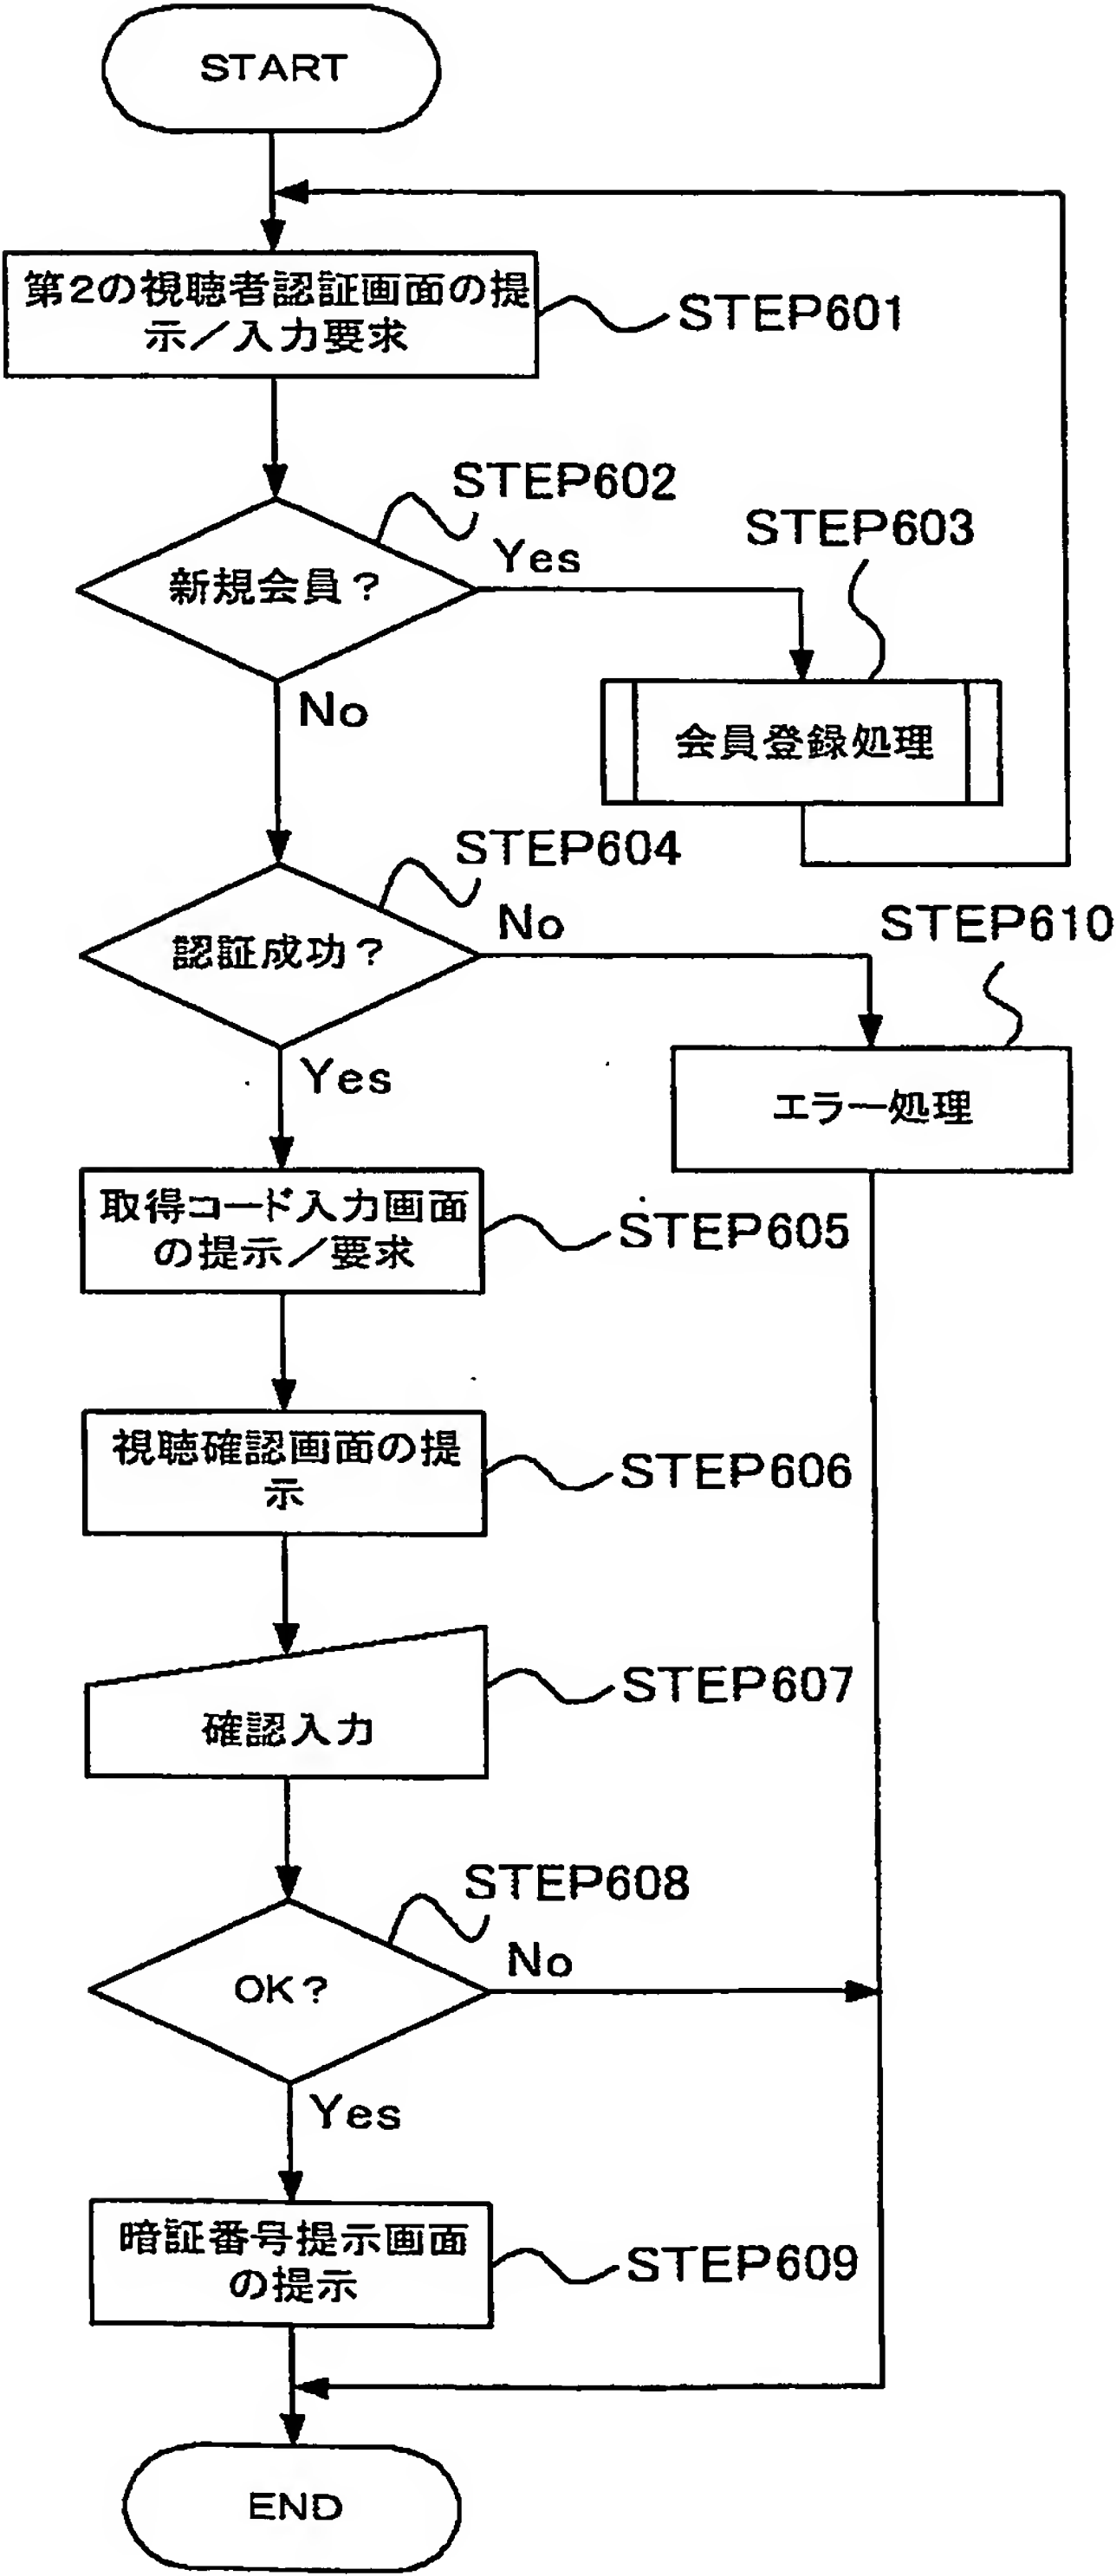 START
第2の視聴者認証画面の提
示／入力要求
STEP601
STEP602
新規会員？
Yes
STEP603
No
会員登録処理
STEP604
認証成功？
No
STEP610
Yes
エラー処理
取得コード入力画面
の提示／要求
STEP605
視聴確認画面の提
示
STEP606
確認入力
STEP607
STEP608
OK？
No
Yes
暗証番号提示画面
の提示
STEP609
END